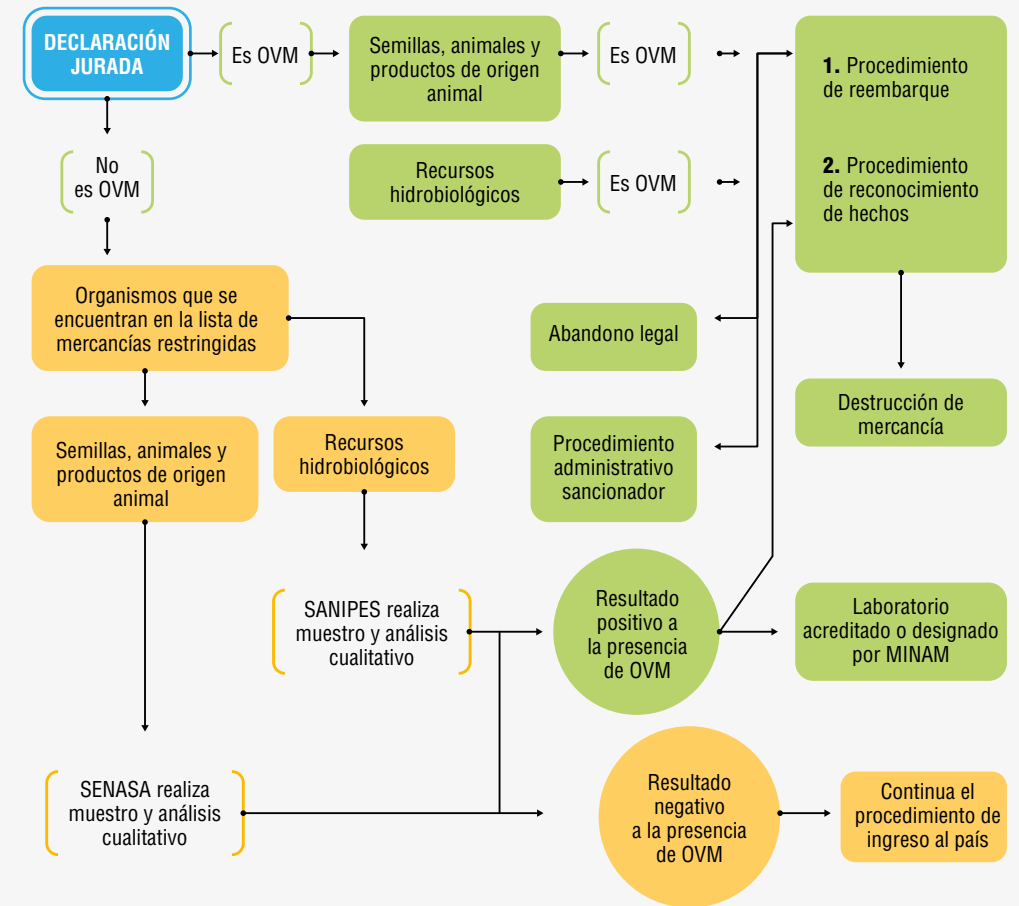 DECLARACIÓN
JURADA
Es OVM
Semillas, animales y
productos de origen
animal
Es OVM
1. Procedimiento
de reembarque
2. Procedimiento
de reconocimiento
de hechos
No
es OVM
Recursos
hidrobiológicos
Es OVM
Organismos que se
encuentran en la lista de
mercancías restringidas
Abandono legal
Destrucción de
mercancía
Semillas, animales y
productos de origen
animal
Recursos
hidrobiológicos
Procedimiento
administrativo
sancionador
SANIPES realiza
muestro y análisis
cualitativo
Resultado
positivo a
la presencia
de OVM
Laboratorio
acreditado o designado
por MINAM
SENASA realiza
muestro y análisis
cualitativo
Resultado
negativo
a la presencia
de OVM
Continua el
procedimiento de
ingreso al país